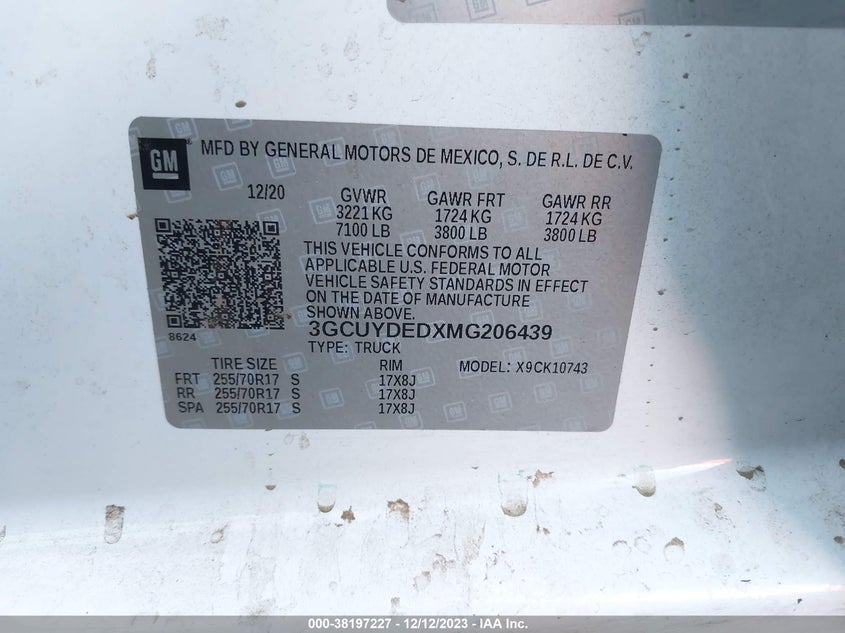 GM
MFD BY GENERAL MOTORS DE MEXICO, S. DE R.L. DE C.V.
12/20 GVWR GAWR FRT GAWR RR
3221 KG 1724 KG 1724 KG
7100 LB 3800 LB 3800 LB
THIS VEHICLE CONFORMS TO ALL
APPLICABLE U.S. FEDERAL MOTOR
VEHICLE SAFETY STANDARDS IN EFFECT
ON THE DATE OF MANUFACTURE
SHOWN ABOVE.
8624 3GCUYDEDXMG206439
TYPE: TRUCK
TIRE SIZE RIM MODEL: X9CK10743
FRT 255/70R17 S 17X8J
RR 255/70R17 S 17X8J
SPA 255/70R17 S 17X8J
000-38197227 - 12/12/2023 - IAA Inc.